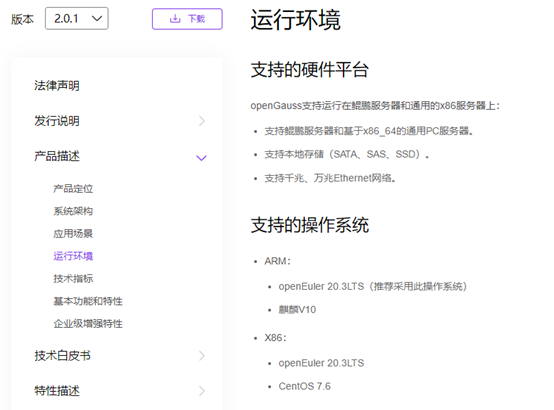 版本
2.0.1
下载
法律声明
发行说明
产品描述
产品定位
系统架构
应用场景
运行环境
技术指标
基本功能和特性
企业级增强特性
技术白皮书
特性描述
运行环境
支持的硬件平台
openGauss支持运行在鲲鹏服务器和通用的x86服务器上：
支持鲲鹏服务器和基于x86_64的通用PC服务器。
支持本地存储（SATA、SAS、SSD）。
支持千兆、万兆Ethernet网络。
支持的操作系统
ARM：
openEuler 20.3LTS（推荐采用此操作系统）
麒麟V10
X86：
openEuler 20.3LTS
CentOS 7.6